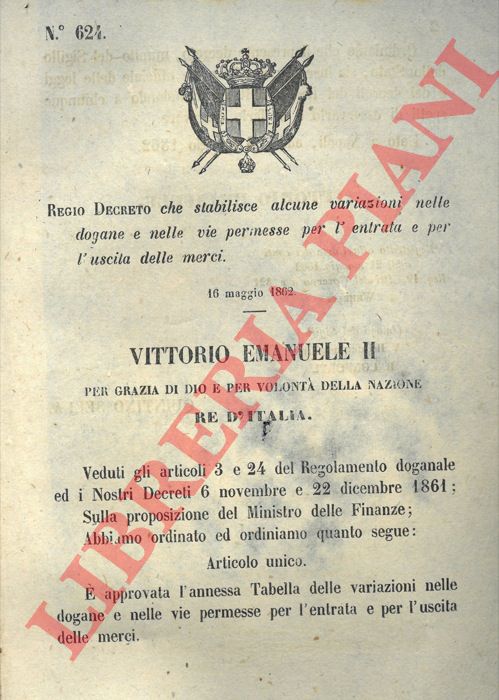 N.° 624.
REGIO DECRETO che stabilisce alcune variazioni nelle
dogane e nelle vie permesse per l'entrata e per
l'uscita delle merci.
16 maggio 1862.
VITTORIO EMANUELE II
PER GRAZIA DI DIO E PER VOLONTÀ DELLA NAZIONE
RE D'ITALIA.
Veduti gli articoli 3 e 24 del Regolamento doganale
ed i Nostri Decreti 6 novembre e 22 dicembre 1861;
Sulla proposizione del Ministro delle Finanze;
Abbiamo ordinato ed ordiniamo quanto segue:
Articolo unico.
È approvata l'annessa Tabella delle variazioni nelle
dogane e nelle vie permesse per l'entrata e per l'uscita
delle merci.
LIBRERIA PIANI